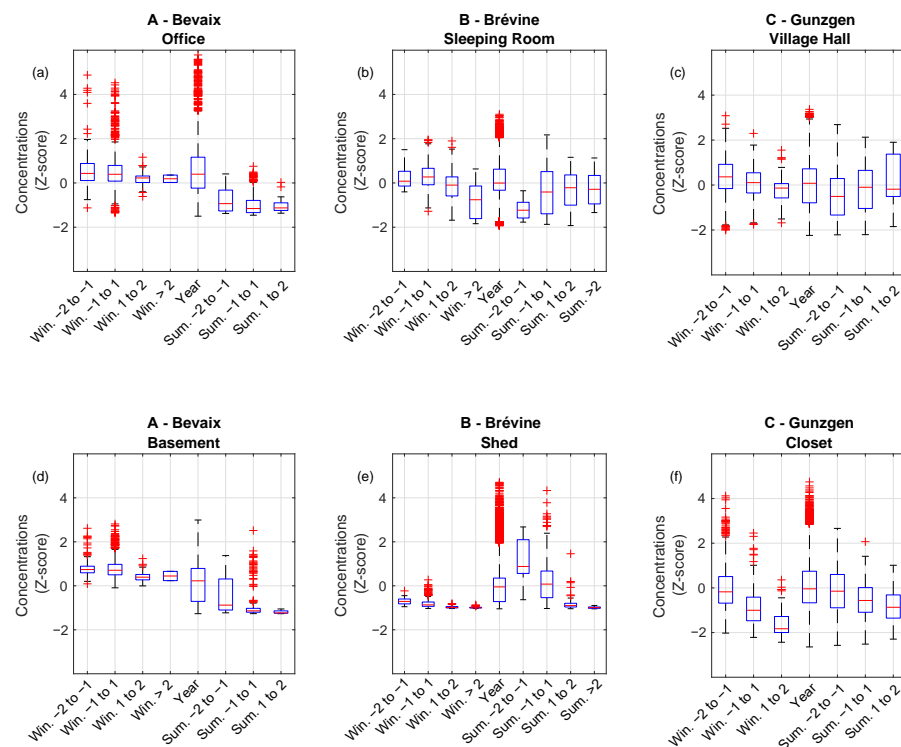 A - Bevaix
Office
(a)
Concentrations
(Z-score)
4
2
0
−2
Win. −2 to −1
Win. −1 to 1
Win. 1 to 2
Win. > 2
Year
Sum. −2 to −1
Sum. −1 to 1
Sum. 1 to 2
B - Brévine
Sleeping Room
(b)
Concentrations
(Z-score)
4
2
0
−2
Win. −2 to −1
Win. −1 to 1
Win. 1 to 2
Win. > 2
Year
Sum. −2 to −1
Sum. −1 to 1
Sum. 1 to 2
Sum. >2
C - Gunzgen
Village Hall
(c)
Concentrations
(Z-score)
4
2
0
−2
Win. −2 to −1
Win. −1 to 1
Win. 1 to 2
Year
Sum. −2 to −1
Sum. −1 to 1
Sum. 1 to 2
A - Bevaix
Basement
(d)
Concentrations
(Z-score)
4
2
0
−2
Win. −2 to −1
Win. −1 to 1
Win. 1 to 2
Win. > 2
Year
Sum. −2 to −1
Sum. −1 to 1
Sum. 1 to 2
B - Brévine
Shed
(e)
Concentrations
(Z-score)
4
2
0
−2
Win. −2 to −1
Win. −1 to 1
Win. 1 to 2
Win. > 2
Year
Sum. −2 to −1
Sum. −1 to 1
Sum. 1 to 2
Sum. >2
C - Gunzgen
Closet
(f)
Concentrations
(Z-score)
4
2
0
−2
Win. −2 to −1
Win. −1 to 1
Win. 1 to 2
Year
Sum. −2 to −1
Sum. −1 to 1
Sum. 1 to 2